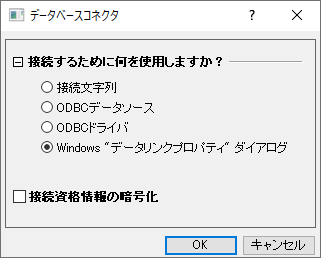 データベースコネクタ
接続するために何を使用しますか？
接続文字列
ODBCデータソース
ODBCドライバ
Windows "データリンクプロパティ" ダイアログ
接続資格情報の暗号化
OK
キャンセル